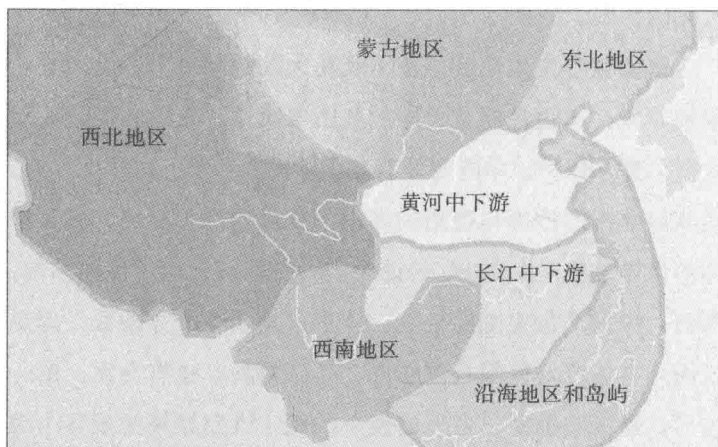 蒙古地区
东北地区
西北地区
黄河中下游
长江中下游
西南地区
沿海地区和岛屿